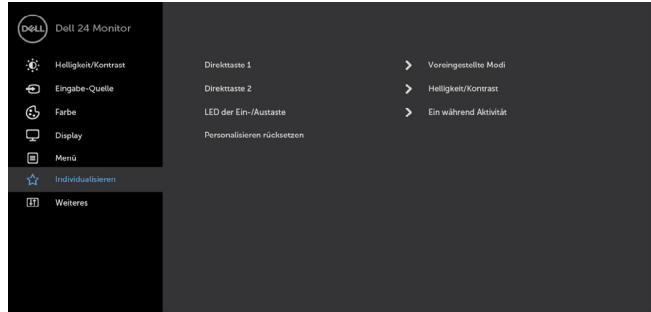 DELL Dell 24 Monitor
Helligkeit/Kontrast
Eingabe-Quelle
Farbe
Display
Menü
Individualisieren
Weiteres
Direkttaste 1 Voreingestellte Modi
Direkttaste 2 Helligkeit/Kontrast
LED der Ein-/Austaste Ein während Aktivität
Personalisieren rücksetzen